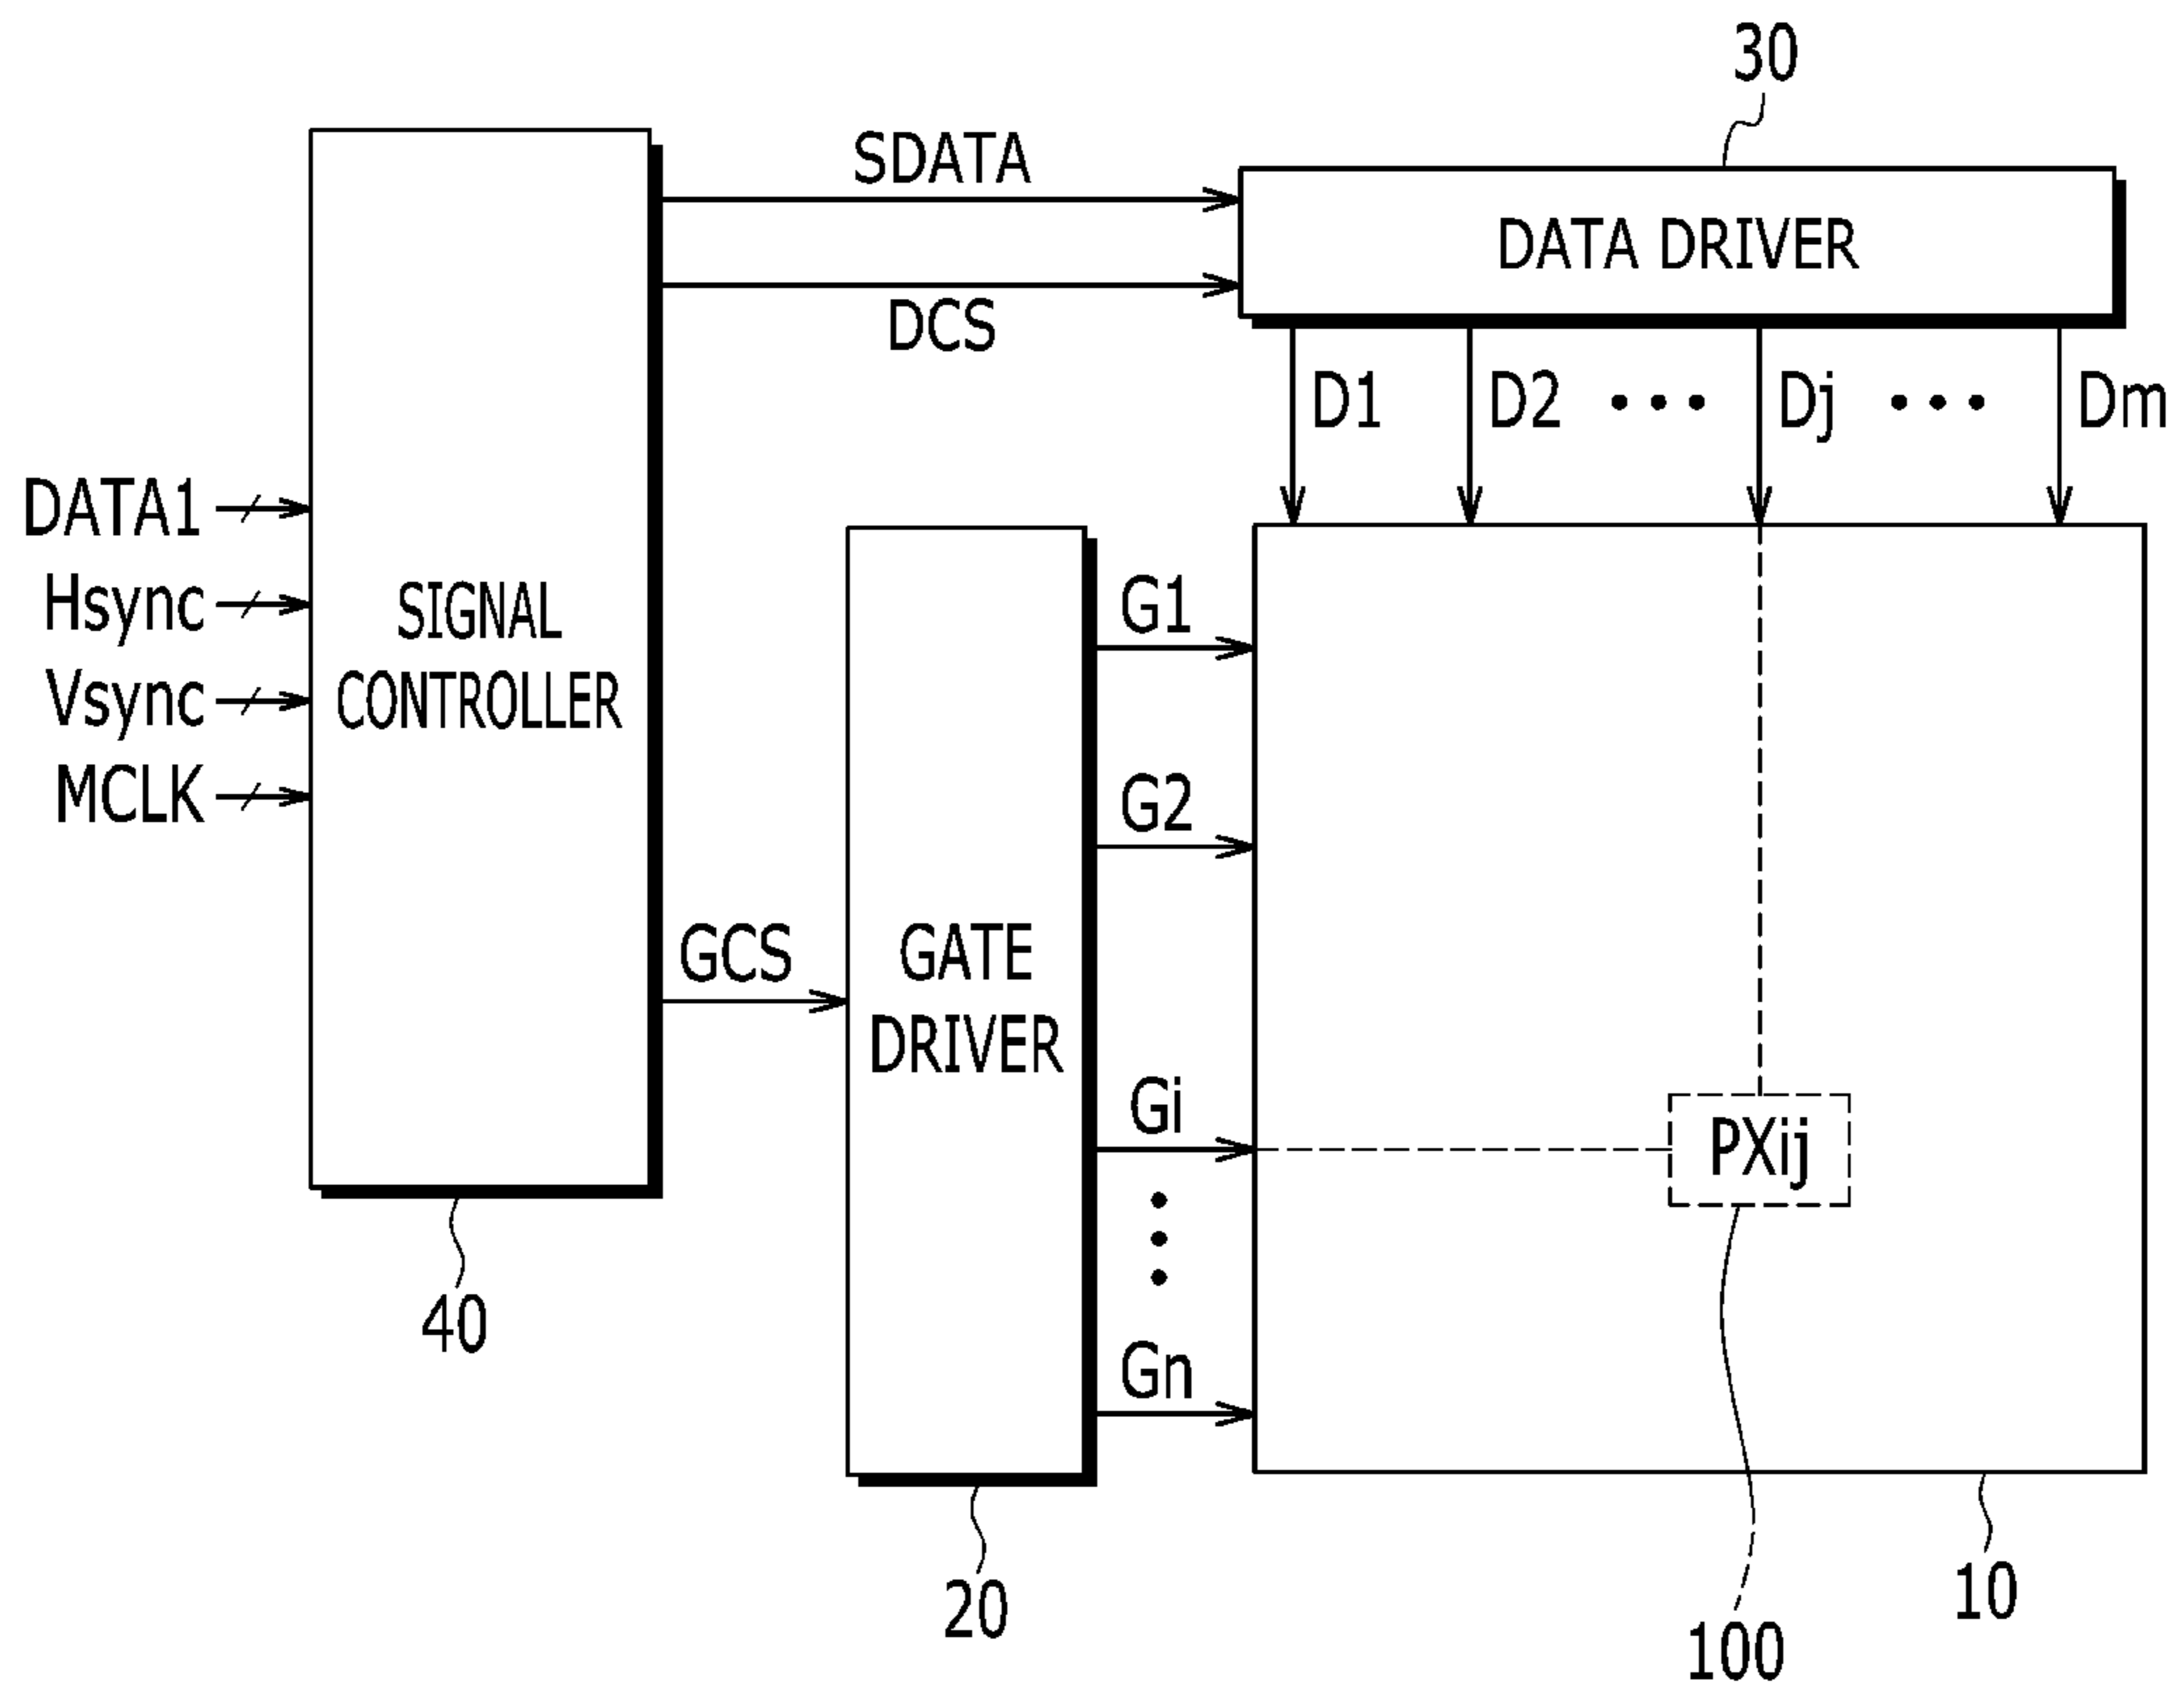 30
SDATA
DATA DRIVER
DCS
D1 D2 ••• Dj ••• Dm
DATA1
Hsync
Vsync
MCLK
SIGNAL
CONTROLLER
G1
G2
GCS
GATE
DRIVER
Gi
PXij
Gn
40
20
10
100